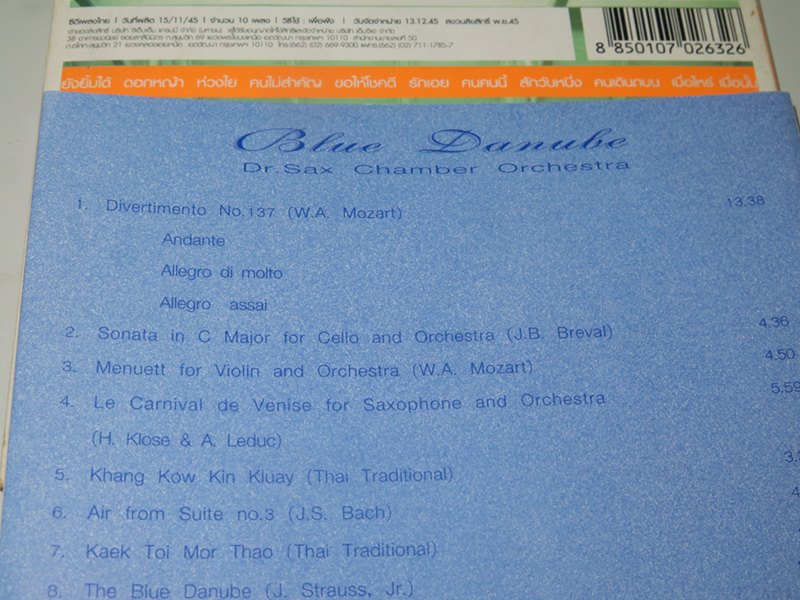 ซีดีเพลงไทย | วันที่ผลิต 15/11/45 | จำนวน 10 เพลง | วิธีใช้ : เพื่อฟัง | วันจัดจำหน่าย 13.12.45 สงวนลิขสิทธิ์ พ.ย.45
8 850107 026326
ยังยิ้มได้ ดอกหญ้า ห่วงใย คนไม่สำคัญ ขอให้โชคดี รักเอย คนคนนี้ สักวันหนึ่ง คนเดินถนน เมื่อไหร่ เมื่อนั้น
Blue Danube
Dr.Sax Chamber Orchestra
1. Divertimento No.137 (W.A. Mozart) 13.38
Andante
Allegro di molto
Allegro assai
2. Sonata in C Major for Cello and Orchestra (J.B. Breval) 4.36
3. Menuett for Violin and Orchestra (W.A. Mozart) 4.50
4. Le Carnival de Venise for Saxophone and Orchestra 5.59
(H. Klose & A. Leduc)
5. Khang Kow Kin Kluay (Thai Traditional)
6. Air from Suite no.3 (J.S. Bach)
7. Kaek Toi Mor Thao (Thai Traditional)
8. The Blue Danube (J. Strauss, Jr.)